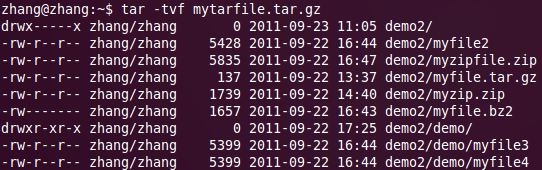 zhang@zhang:~$ tar -tvf mytarfile.tar.gz
drwx-----x zhang/zhang         0 2011-09-23 11:05 demo2/
-rw-r--r-- zhang/zhang      5428 2011-09-22 16:44 demo2/myfile2
-rw-r--r-- zhang/zhang      5835 2011-09-22 16:47 demo2/myzipfile.zip
-rw-r--r-- zhang/zhang       137 2011-09-22 13:37 demo2/myfile.tar.gz
-rw-r--r-- zhang/zhang      1739 2011-09-22 14:40 demo2/myzip.zip
-rw------- zhang/zhang      1657 2011-09-22 16:43 demo2/myfile.bz2
drwxr-xr-x zhang/zhang         0 2011-09-22 17:25 demo2/demo/
-rw-r--r-- zhang/zhang      5399 2011-09-22 16:44 demo2/demo/myfile3
-rw-r--r-- zhang/zhang      5399 2011-09-22 16:44 demo2/demo/myfile4